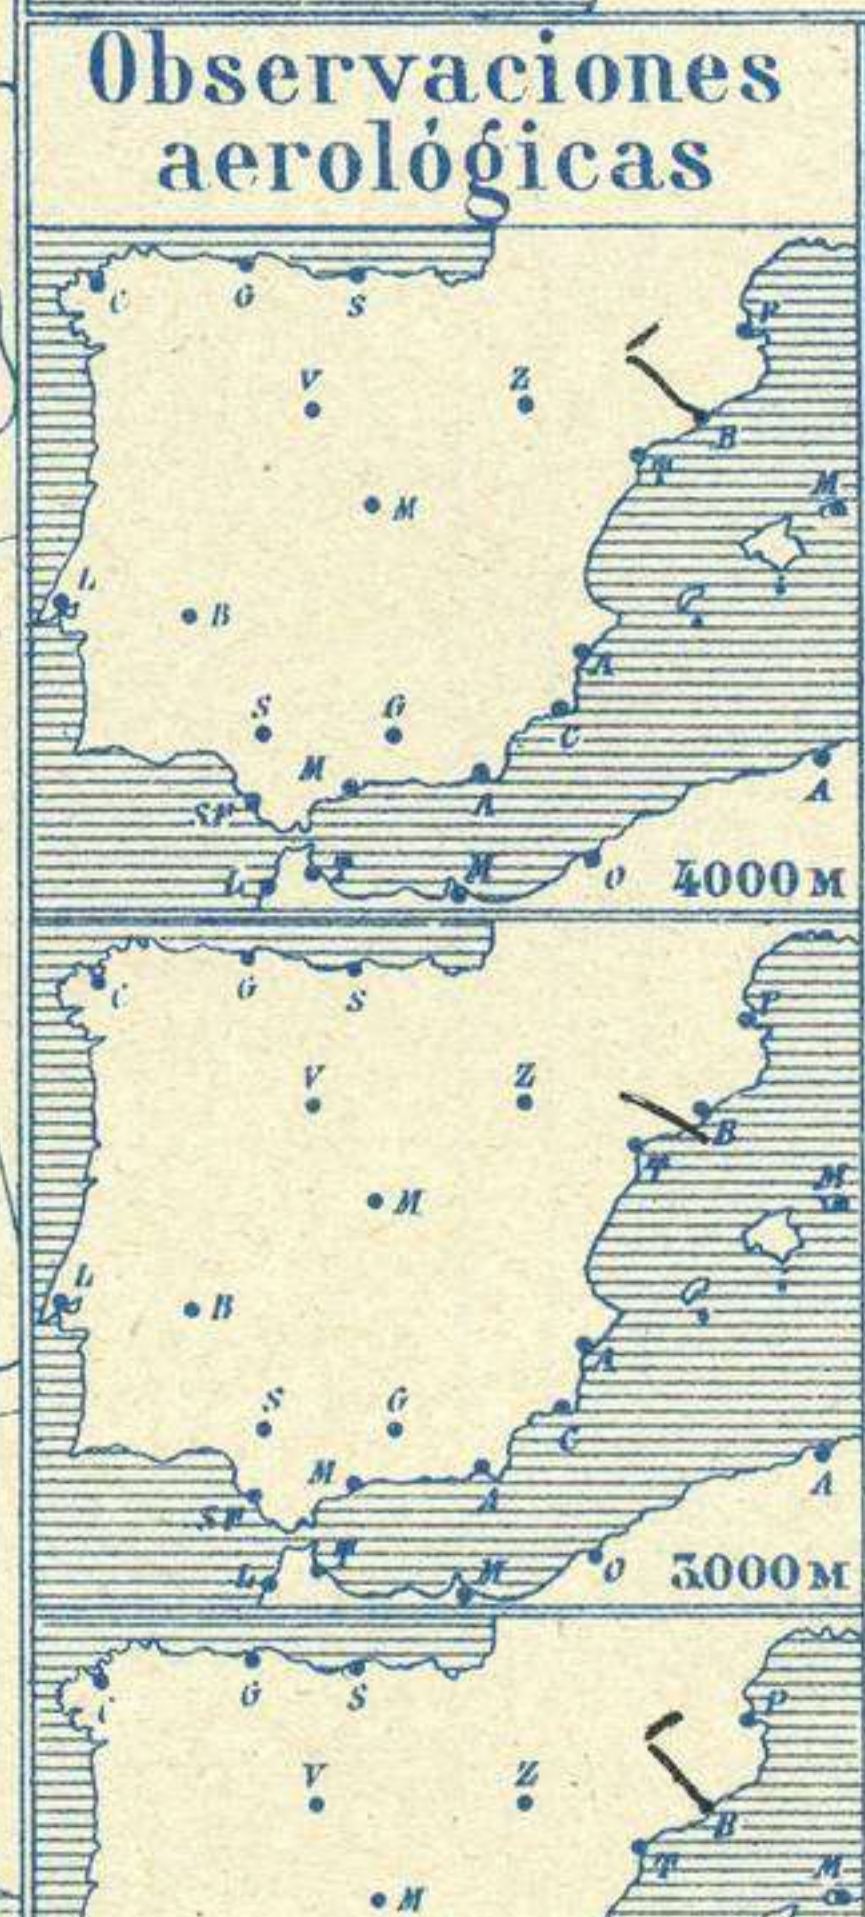 Observaciones
aerológicas
C G S P
V Z
B
T
M M
L
B
A
S G C
M
SF A A
L T M O 4000 M
C G S P
V Z
B
T
M M
L
B
A
S G C
M
SF A A
L T M O 3000 M
G S P
V Z
B
T M
M